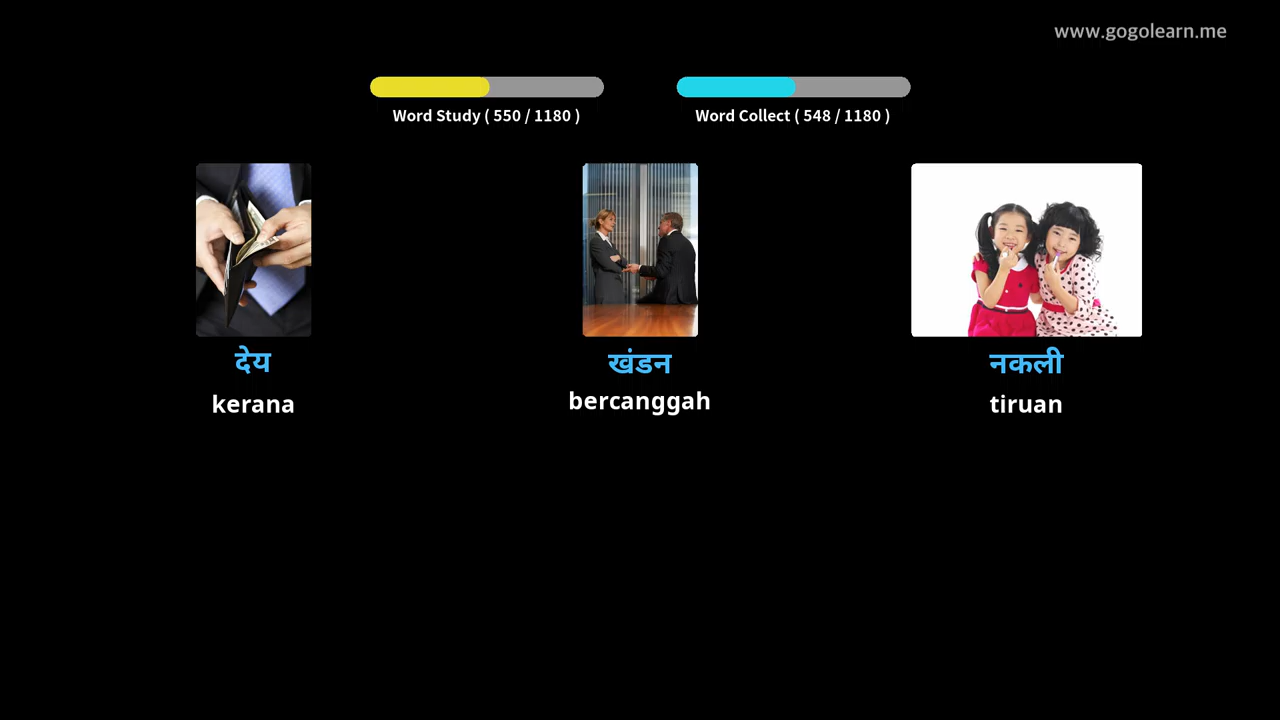 www.gogolearn.me
Word Study ( 550 / 1180 )
Word Collect ( 548 / 1180 )
देय
खंडन
नकली
kerana
bercanggah
tiruan